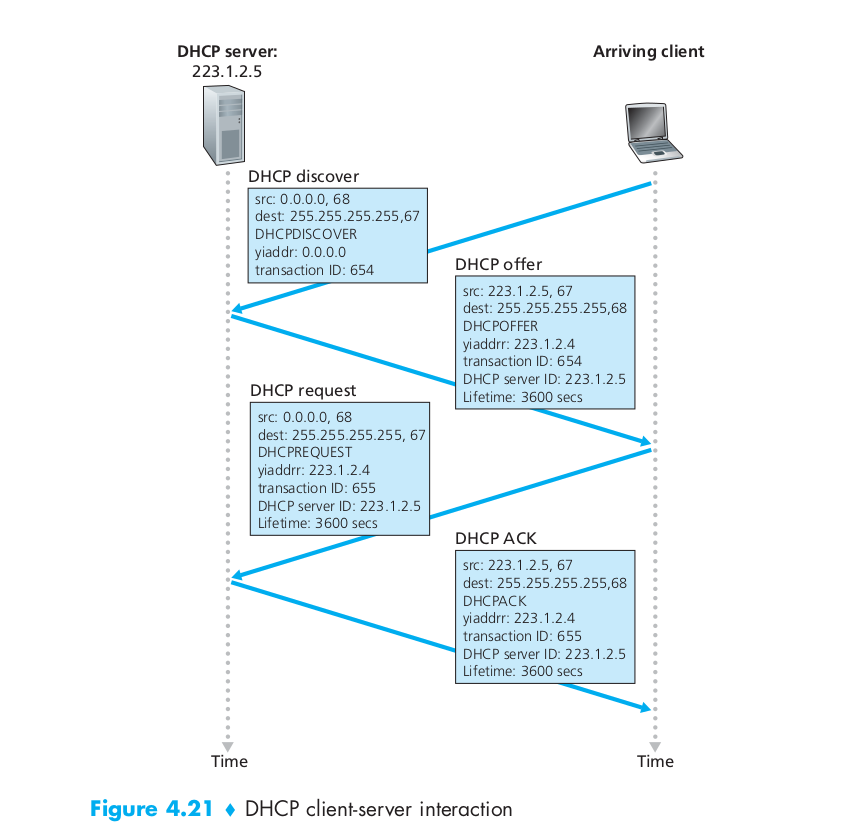 DHCP server:
223.1.2.5
Arriving client
DHCP discover
src: 0.0.0.0, 68
dest: 255.255.255.255,67
DHCPDISCOVER
yiaddr: 0.0.0.0
transaction ID: 654
DHCP offer
src: 223.1.2.5, 67
dest: 255.255.255.255,68
DHCPOFFER
yiaddrr: 223.1.2.4
transaction ID: 654
DHCP server ID: 223.1.2.5
Lifetime: 3600 secs
DHCP request
src: 0.0.0.0, 68
dest: 255.255.255.255, 67
DHCPREQUEST
yiaddrr: 223.1.2.4
transaction ID: 655
DHCP server ID: 223.1.2.5
Lifetime: 3600 secs
DHCP ACK
src: 223.1.2.5, 67
dest: 255.255.255.255,68
DHCPACK
yiaddrr: 223.1.2.4
transaction ID: 655
DHCP server ID: 223.1.2.5
Lifetime: 3600 secs
Time
Time
Figure 4.21 ♦ DHCP client-server interaction